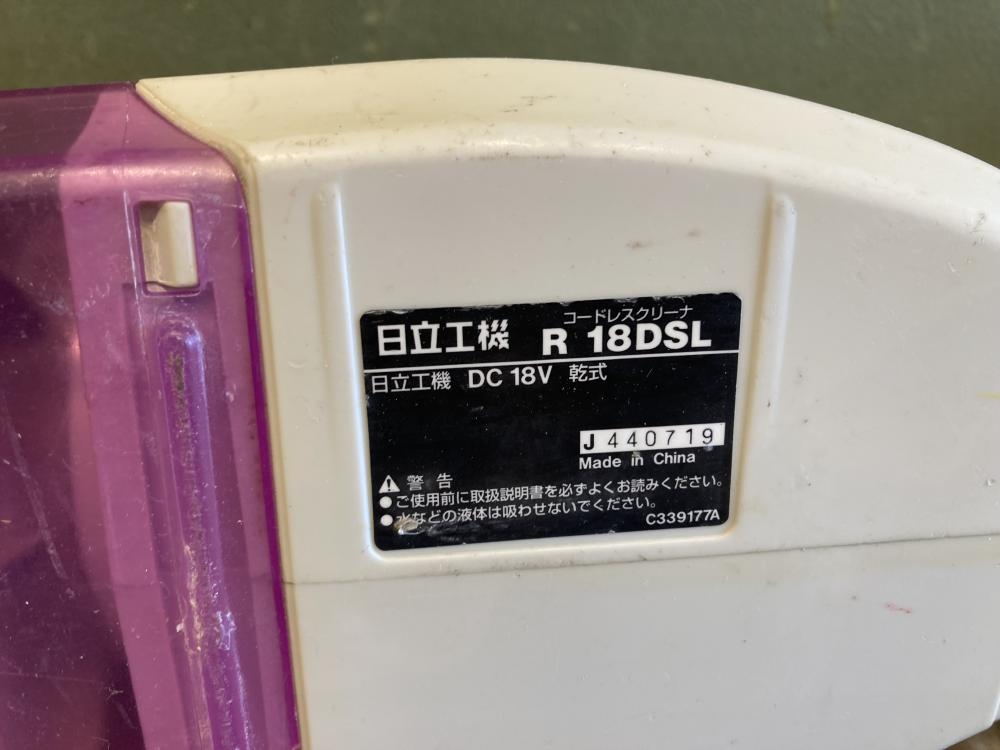 コードレスクリーナ
日立工機 R 18DSL
日立工機 DC 18V 乾式
J 440719
Made in China
警告
●ご使用前に取扱説明書を必ずよくお読みください。
●水などの液体は吸わせないでください。
C339177A